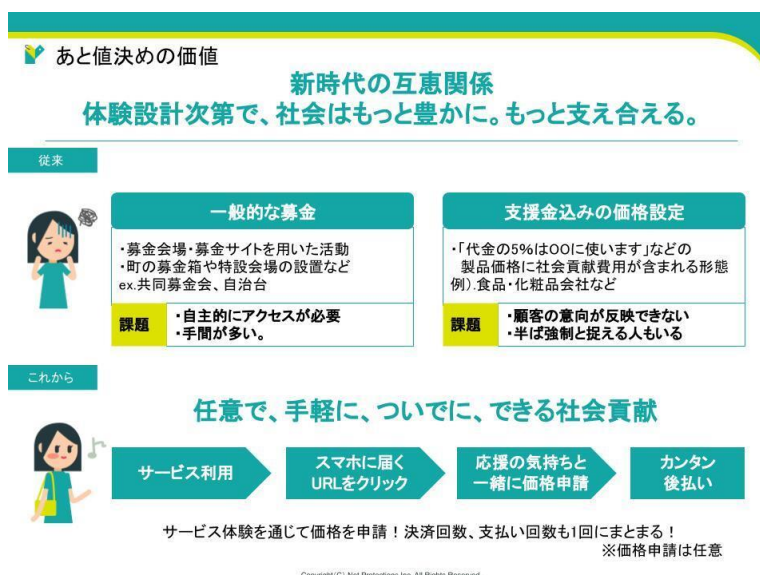 あと値決めの価値
新時代の互恵関係
体験設計次第で、社会はもっと豊かに。もっと支え合える。
従来
一般的な募金
・募金会場・募金サイトを用いた活動
・町の募金箱や特設会場の設置など
ex.共同募金会、自治台
課題
・自主的にアクセスが必要
・手間が多い。
支援金込みの価格設定
・「代金の5%はOOに使います」などの
製品価格に社会貢献費用が含まれる形態
例）.食品・化粧品会社など
課題
・顧客の意向が反映できない
・半ば強制と捉える人もいる
これから
任意で、手軽に、ついでに、できる社会貢献
サービス利用
スマホに届く
URLをクリック
応援の気持ちと
一緒に価格申請
カンタン
後払い
サービス体験を通じて価格を申請！決済回数、支払い回数も1回にまとまる！
※価格申請は任意
Copyright(C) Net Protections Inc. All Rights Reserved